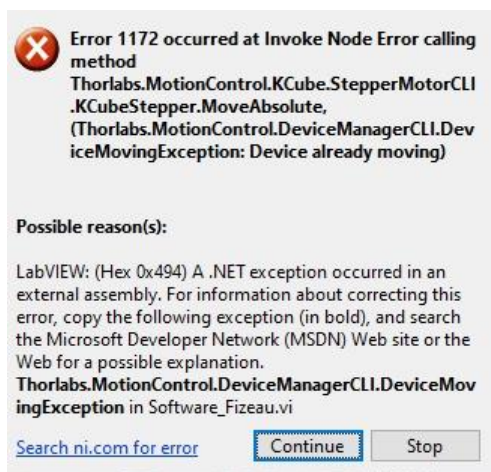 Error 1172 occurred at Invoke Node Error calling
method
Thorlabs.MotionControl.KCube.StepperMotorCLI
.KCubeStepper.MoveAbsolute,
(Thorlabs.MotionControl.DeviceManagerCLI.Dev
iceMovingException: Device already moving)
Possible reason(s):
LabVIEW: (Hex 0x494) A .NET exception occurred in an
external assembly. For information about correcting this
error, copy the following exception (in bold), and search
the Microsoft Developer Network (MSDN) Web site or the
Web for a possible explanation.
Thorlabs.MotionControl.DeviceManagerCLI.DeviceMov
ingException in Software_Fizeau.vi
Search ni.com for error Continue Stop